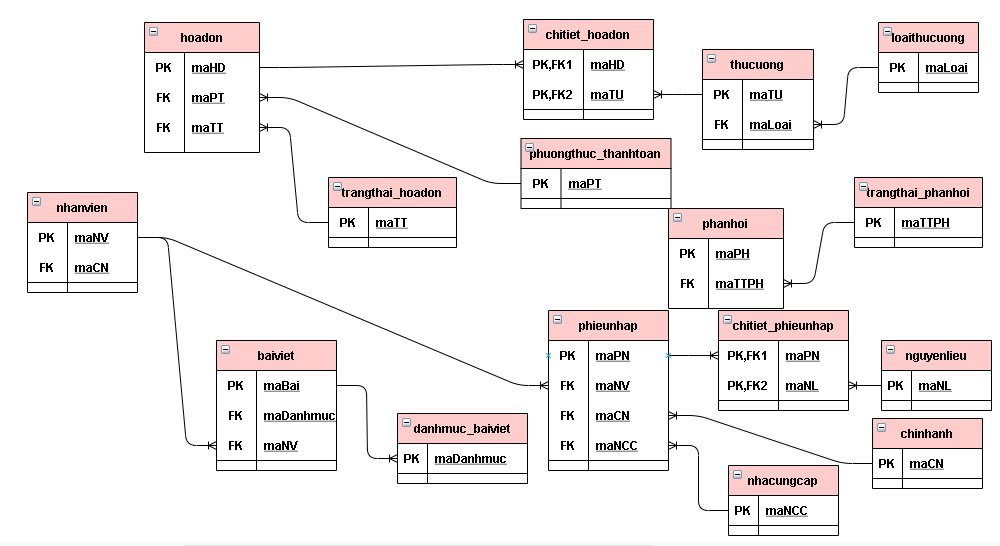 hoadon
PK maHD
FK maPT
FK maTT
chitiet_hoadon
PK,FK1 maHD
PK,FK2 maTU
thucuong
PK maTU
FK maLoai
loaithucuong
PK maLoai
phuongthuc_thanhtoan
PK maPT
trangthai_hoadon
PK maTT
nhanvien
PK maNV
FK maCN
phanhoi
PK maPH
FK maTTPH
trangthai_phanhoi
PK maTTPH
baiviet
PK maBai
FK maDanhmuc
FK maNV
danhmuc_baiviet
PK maDanhmuc
phieunhap
PK maPN
FK maNV
FK maCN
FK maNCC
chitiet_phieunhap
PK,FK1 maPN
PK,FK2 maNL
nguyenlieu
PK maNL
chinhanh
PK maCN
nhacungcap
PK maNCC